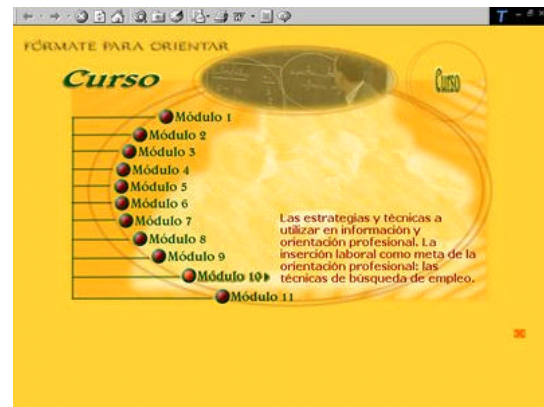 FÓRMATE PARA ORIENTAR
Curso
Curso
Módulo 1
Módulo 2
Módulo 3
Módulo 4
Módulo 5
Módulo 6
Módulo 7
Módulo 8
Módulo 9
Módulo 10
Módulo 11
Las estrategias y técnicas a
utilizar en información y
orientación profesional. La
inserción laboral como meta de la
orientación profesional: las
técnicas de búsqueda de empleo.